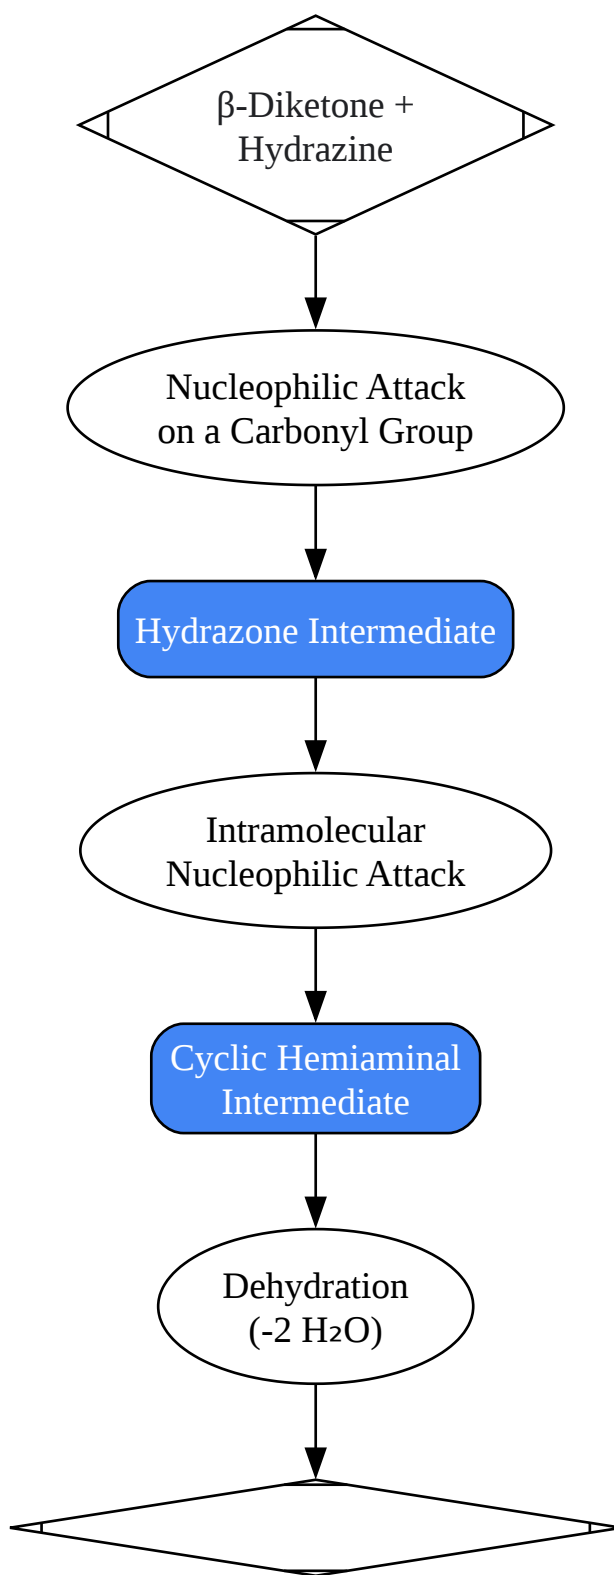 β-Diketone +
Hydrazine
Nucleophilic Attack
on a Carbonyl Group
Hydrazone Intermediate
Intramolecular
Nucleophilic Attack
Cyclic Hemiaminal
Intermediate
Dehydration
(-2 H₂O)